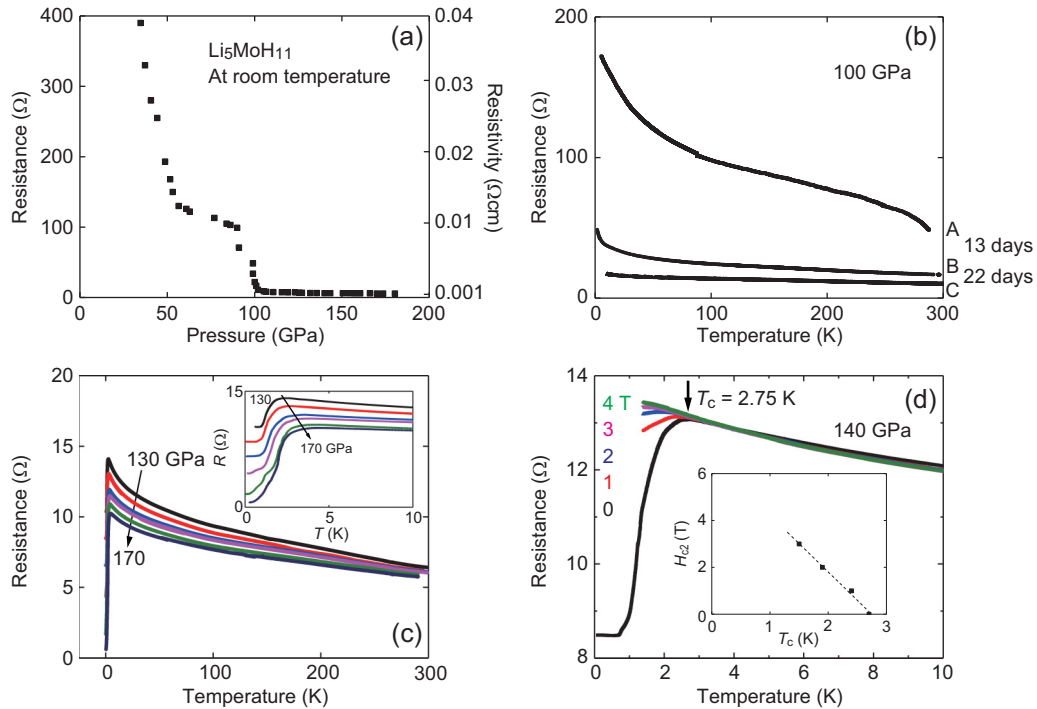 (a)
Li₅MoH₁₁
At room temperature
Resistance (Ω)
400
300
200
100
0
0.04
0.03
0.02
0.01
0.001
Resistivity (Ωcm)
0 50 100 150 200
Pressure (GPa)
(b)
100 GPa
Resistance (Ω)
200
100
0
A
13 days
B
22 days
C
0 100 200 300
Temperature (K)
20
15
10
5
0
Resistance (Ω)
130 GPa
170
(c)
0 100 200 300
Temperature (K)
15
0
R (Ω)
130
170 GPa
0 5 10
T (K)
14
12
10
8
Resistance (Ω)
4 T
3
2
1
0
Tc = 2.75 K
(d)
140 GPa
0 2 4 6 8 10
Temperature (K)
6
4
2
0
Hc2 (T)
0 1 2 3
Tc (K)